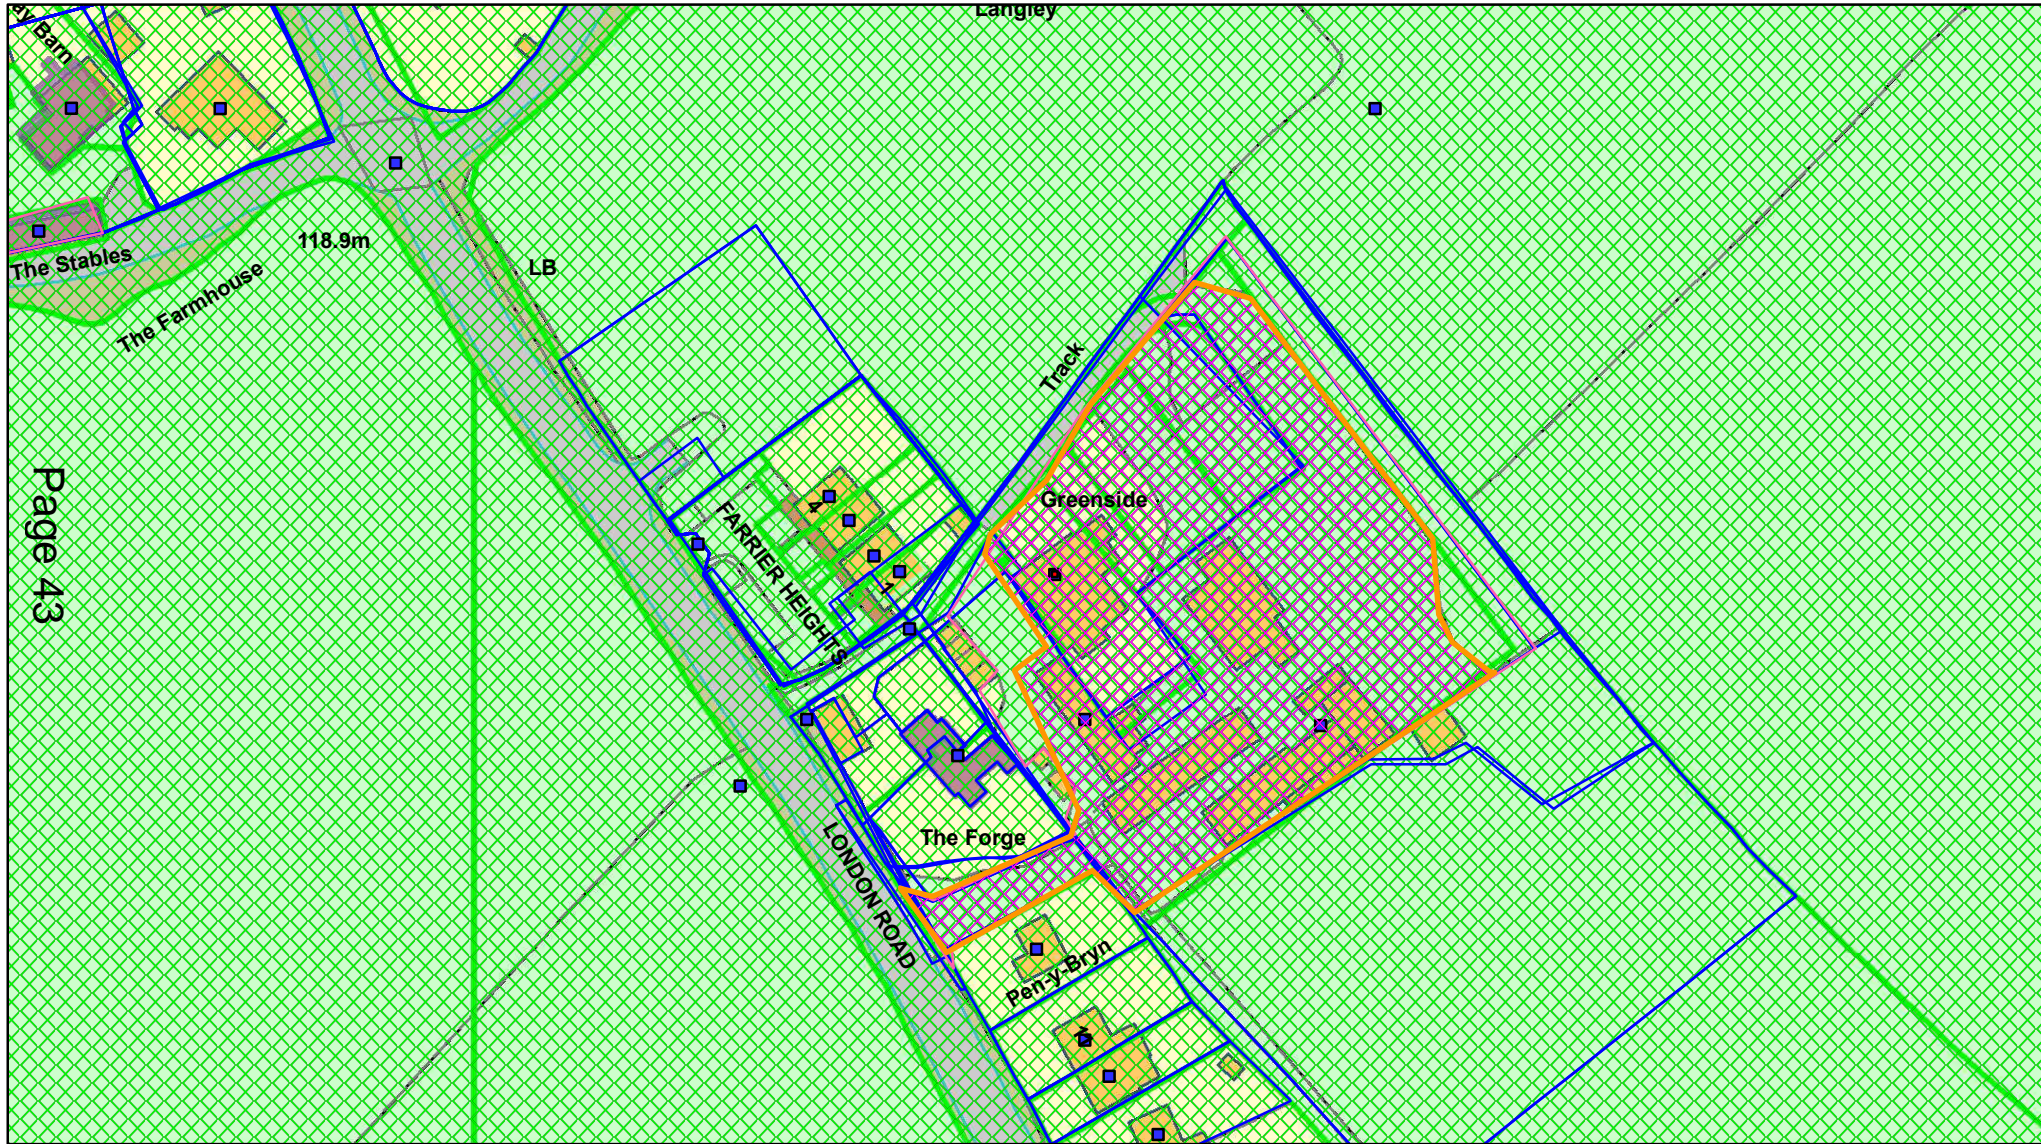 Langley
Barn
118.9m
LB
The Stables
The Farmhouse
Track
Page 43
Greenside
4
FARRIER HEIGHTS
1
The Forge
LONDON ROAD
Pen-y-Bryn